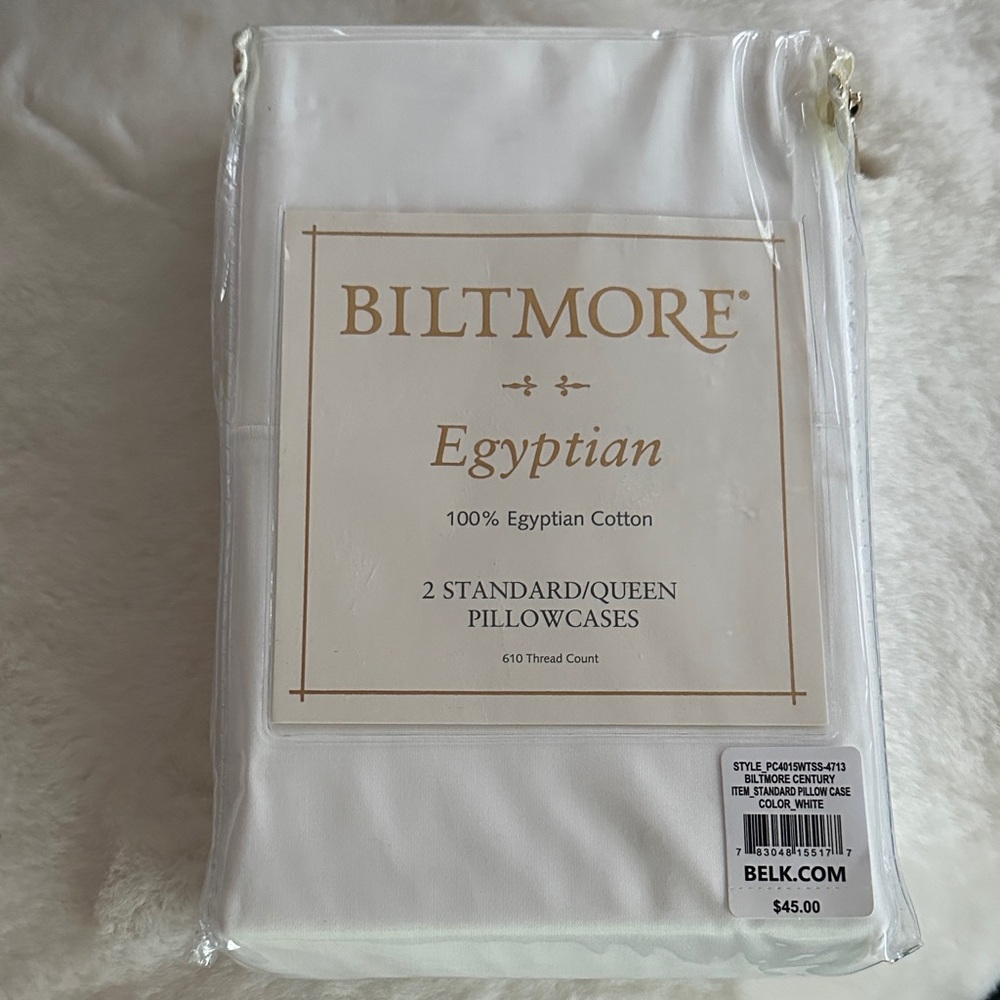 BILTMORE®
Egyptian
100% Egyptian Cotton
2 STANDARD/QUEEN
PILLOWCASES
610 Thread Count
STYLE_PC4015WTSS-4713
BILTMORE CENTURY
ITEM_STANDARD PILLOW CASE
COLOR_WHITE
7 83048 15517 7
BELK.COM
$45.00